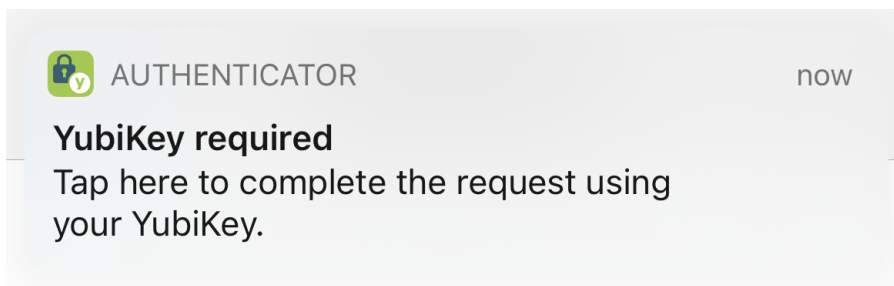 AUTHENTICATOR now
YubiKey required
Tap here to complete the request using
your YubiKey.